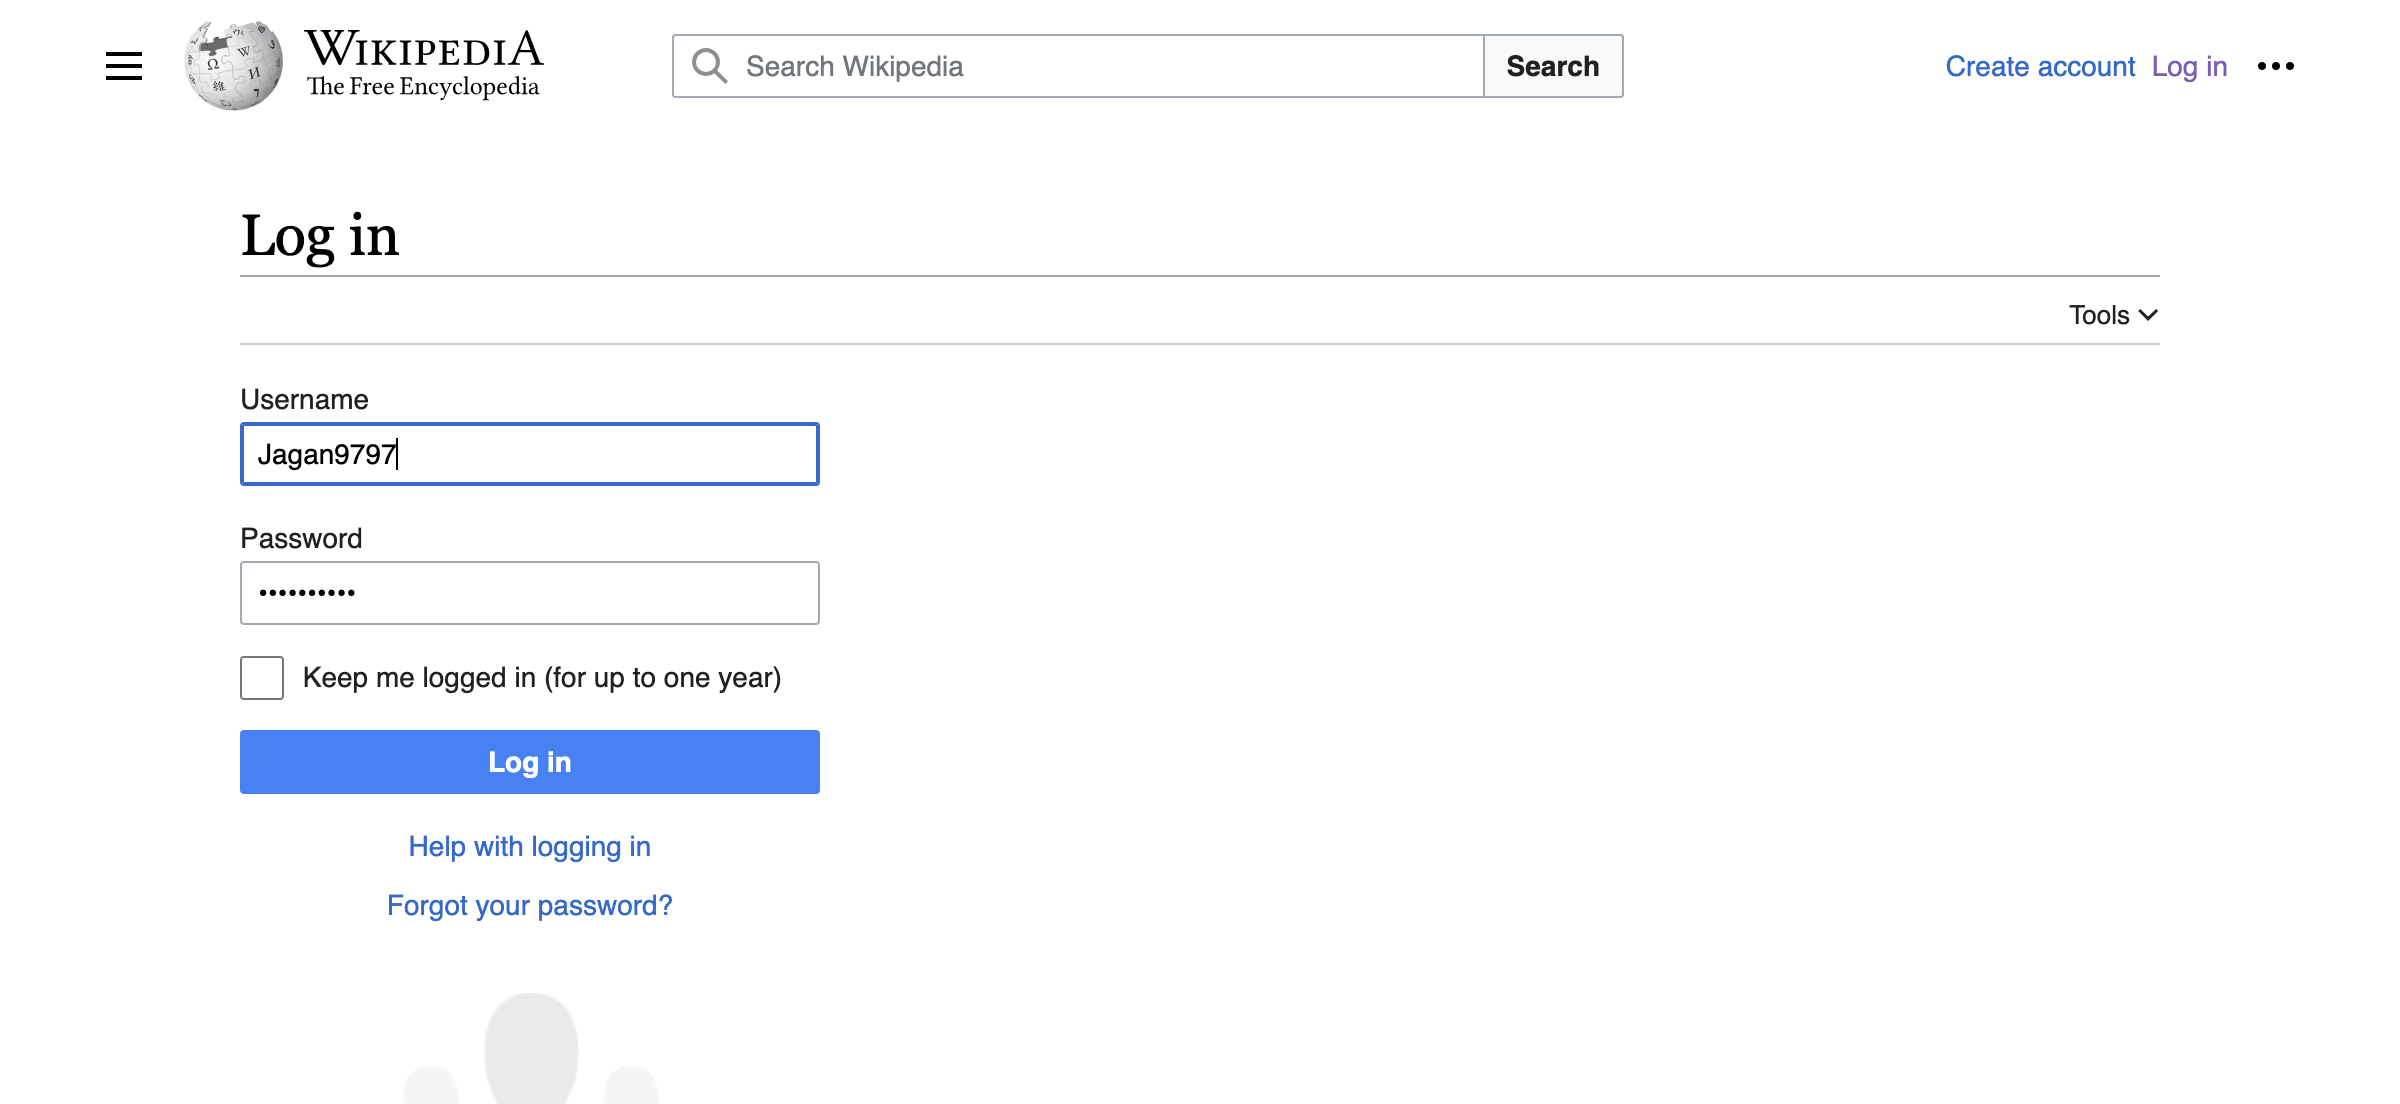 WIKIPEDIA
The Free Encyclopedia
Search Wikipedia
Search
Create account Log in
Log in
Tools
Username
Jagan9797
Password
••••••••••
Keep me logged in (for up to one year)
Log in
Help with logging in
Forgot your password?